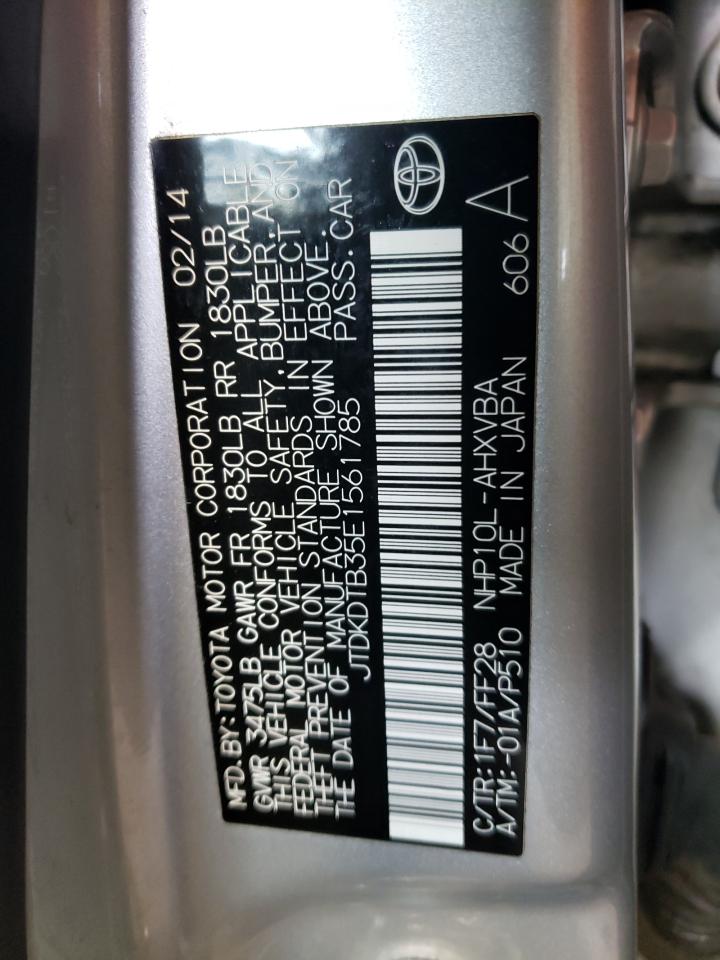 MFD. BY: TOYOTA MOTOR CORPORATION 02/14
GVWR 3475LB GAWR FR 1830LB RR 1830LB
THIS VEHICLE CONFORMS TO ALL APPLICABLE
FEDERAL MOTOR VEHICLE SAFETY, BUMPER, AND
THEFT PREVENTION STANDARDS IN EFFECT ON
THE DATE OF MANUFACTURE SHOWN ABOVE.
JTDKDTB35E1561785 PASS. CAR
C/TR: 1F7/FF28 NHP10L-AHXVBA 606 A
A/TM: -01A/P510 MADE IN JAPAN